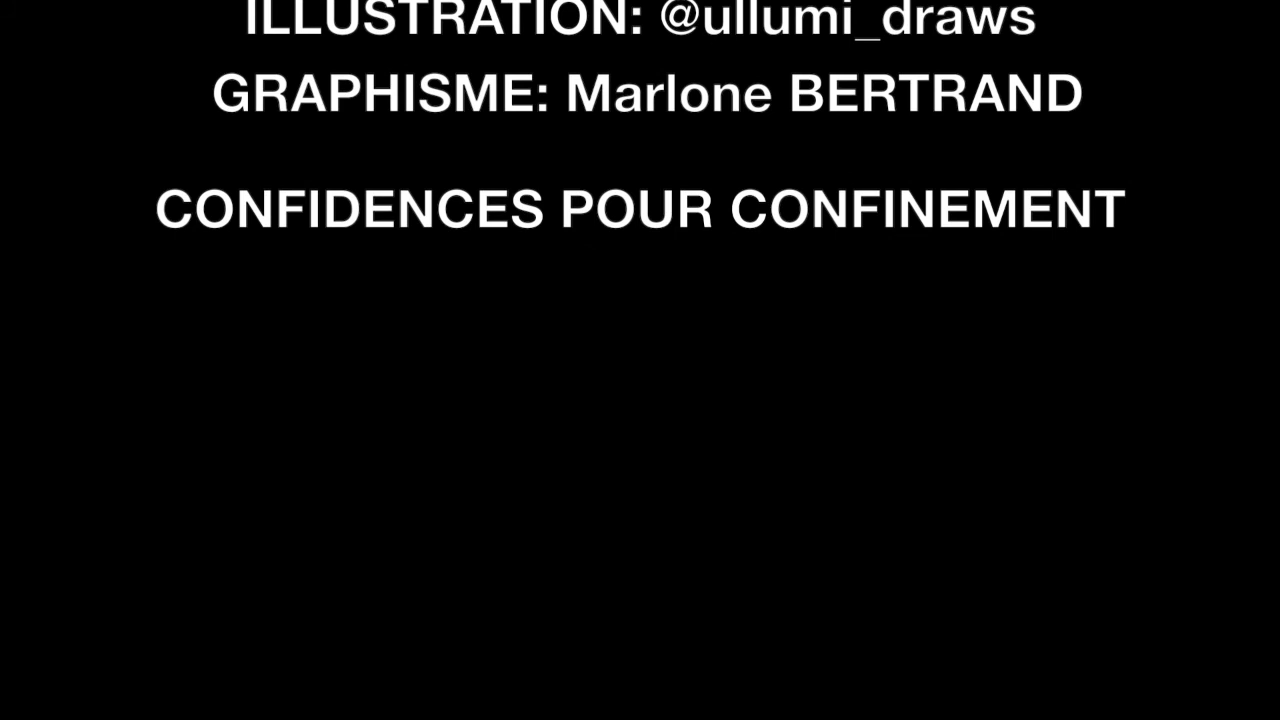 ILLUSTRATION: @ullumi_draws
GRAPHISME: Marlone BERTRAND
CONFIDENCES POUR CONFINEMENT